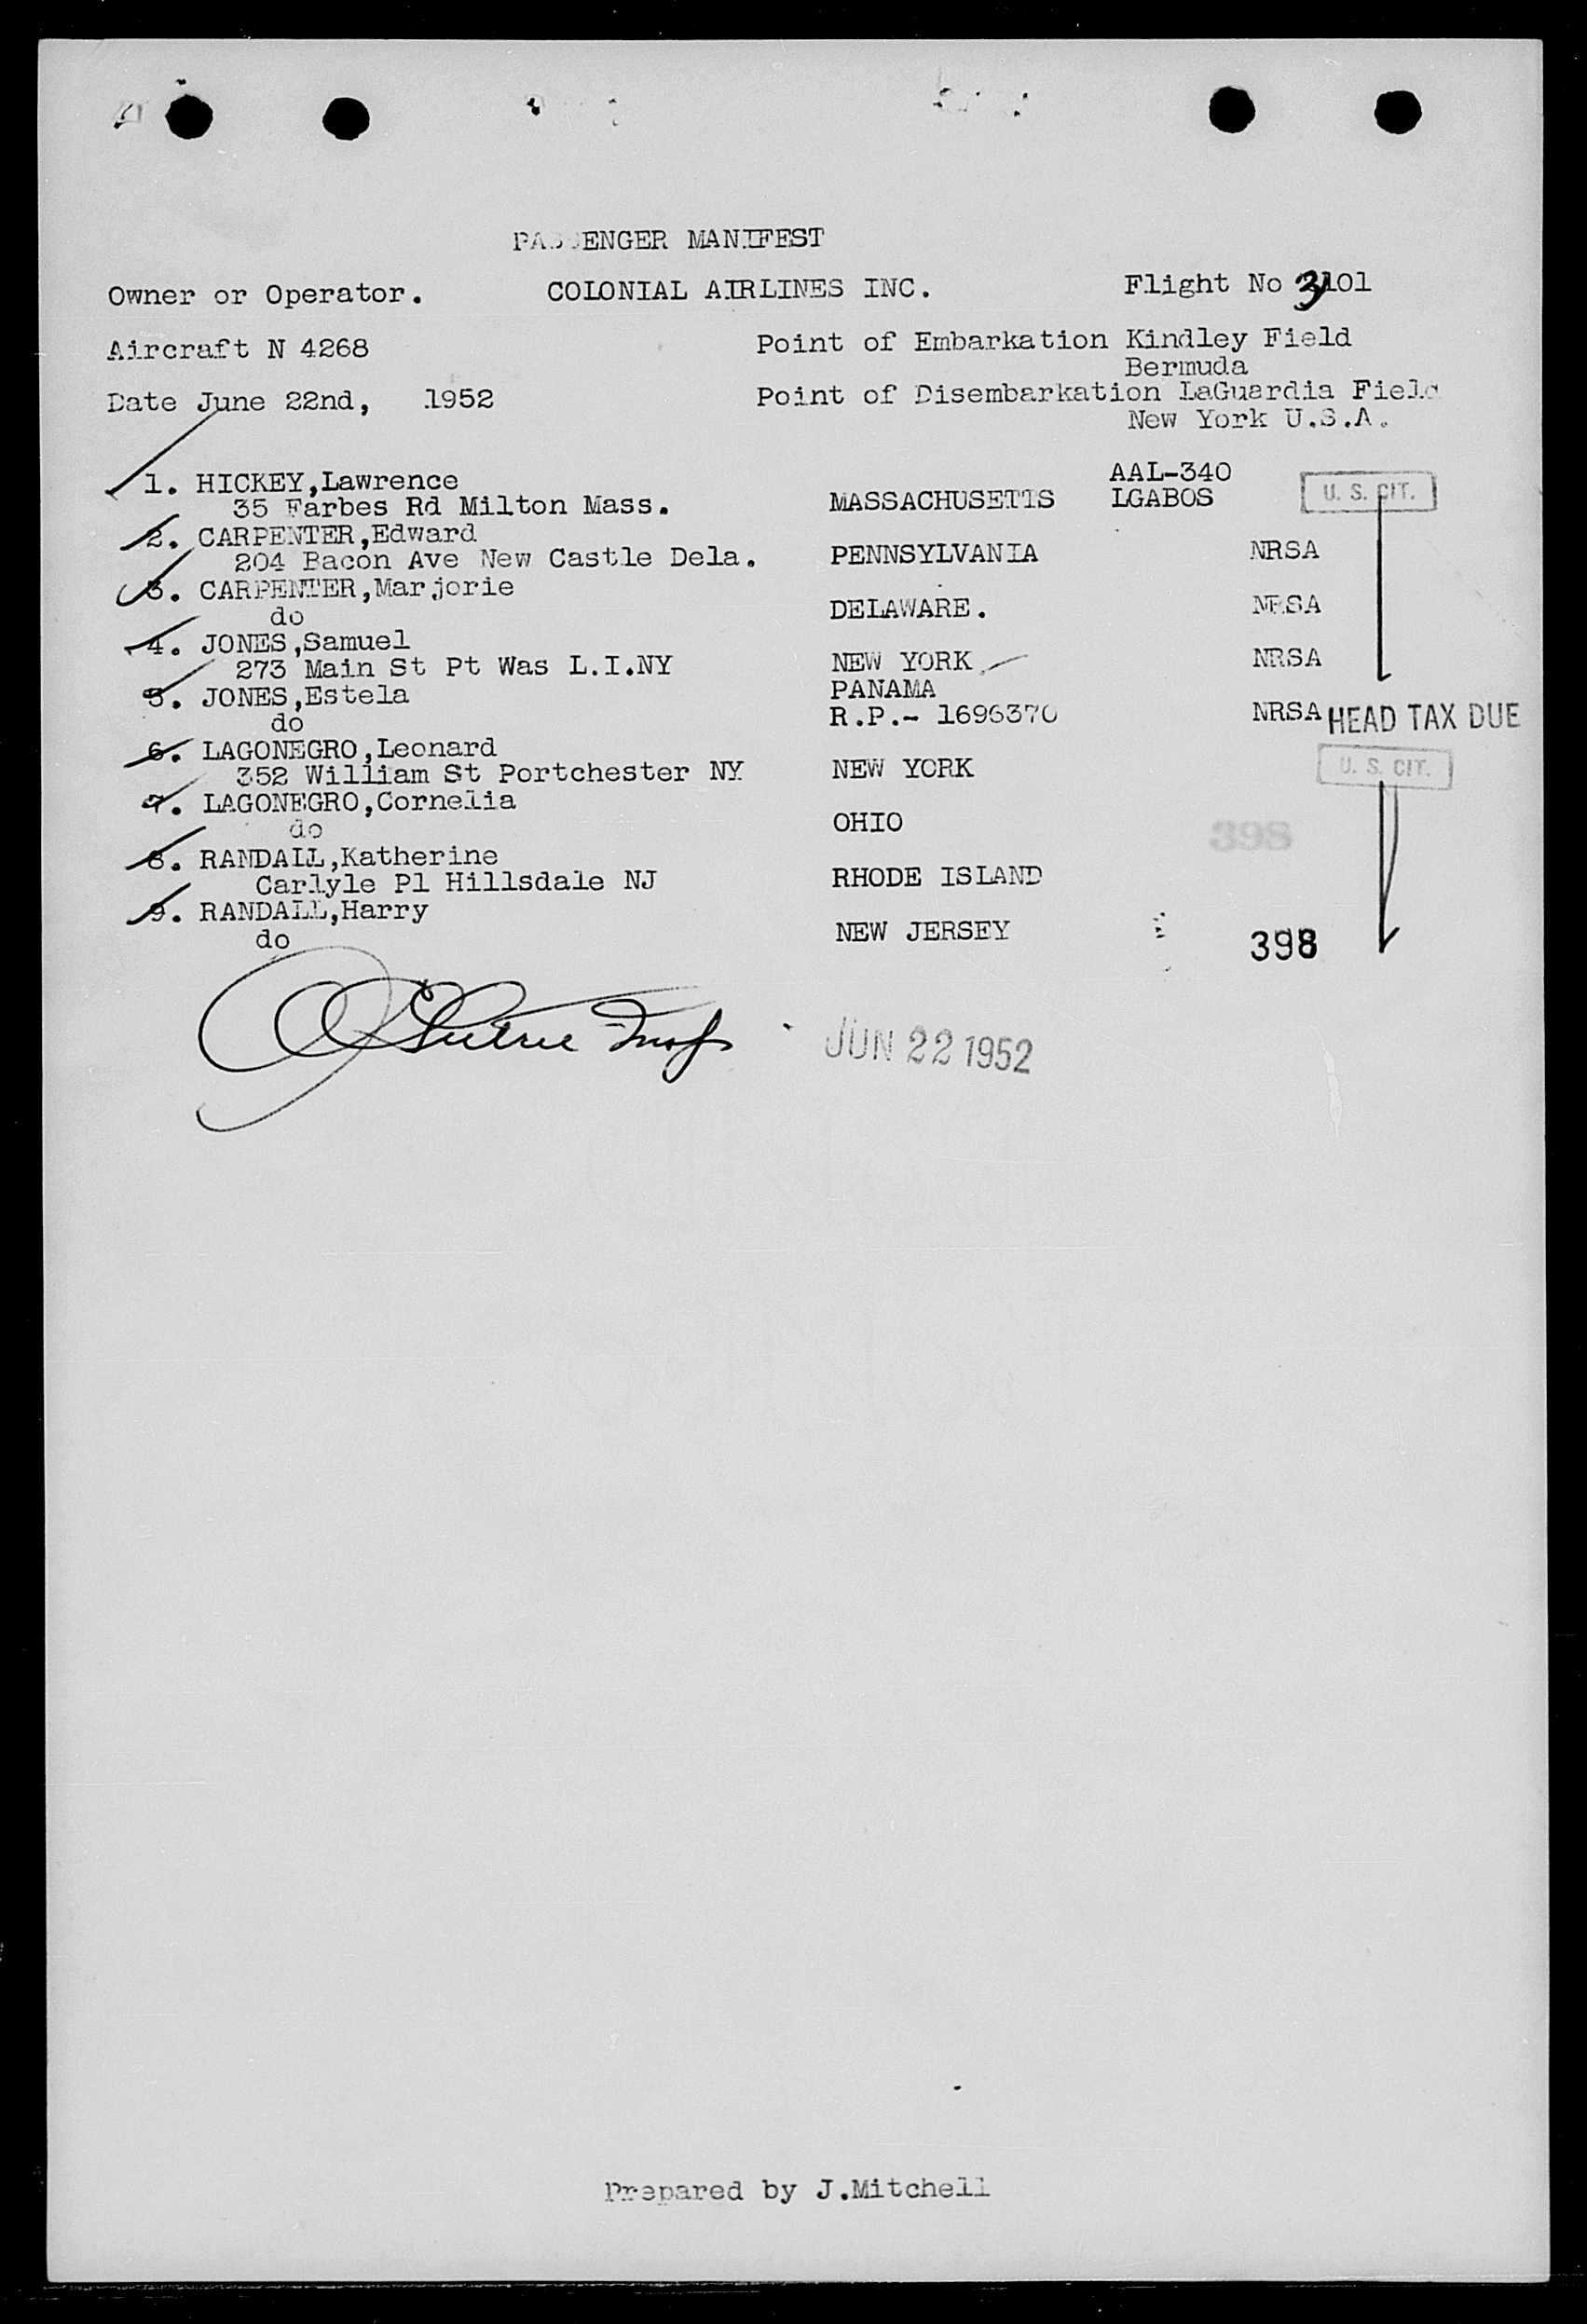 PASSENGER MANIFEST
Owner or Operator. COLONIAL AIRLINES INC. Flight No 3101
Aircraft N 4268 Point of Embarkation Kindley Field
Bermuda
Date June 22nd, 1952 Point of Disembarkation LaGuardia Field
New York U.S.A.
1. HICKEY,Lawrence AAL-340
35 Farbes Rd Milton Mass. MASSACHUSETTS LGABOS U. S. CIT.
2. CARPENTER,Edward
204 Bacon Ave New Castle Dela. PENNSYLVANIA NRSA
3. CARPENTER,Marjorie
do DELAWARE. NRSA
4. JONES,Samuel
273 Main St Pt Was L.I.NY NEW YORK NRSA
5. JONES,Estela PANAMA
do R.P.- 1696370 NRSA HEAD TAX DUE
6. LAGONEGRO,Leonard
352 William St Portchester NY NEW YORK U. S. CIT.
7. LAGONEGRO,Cornelia
do OHIO 398
8. RANDALL,Katherine
Carlyle Pl Hillsdale NJ RHODE ISLAND
9. RANDALL,Harry
do NEW JERSEY 398
JUN 22 1952
Prepared by J.Mitchell